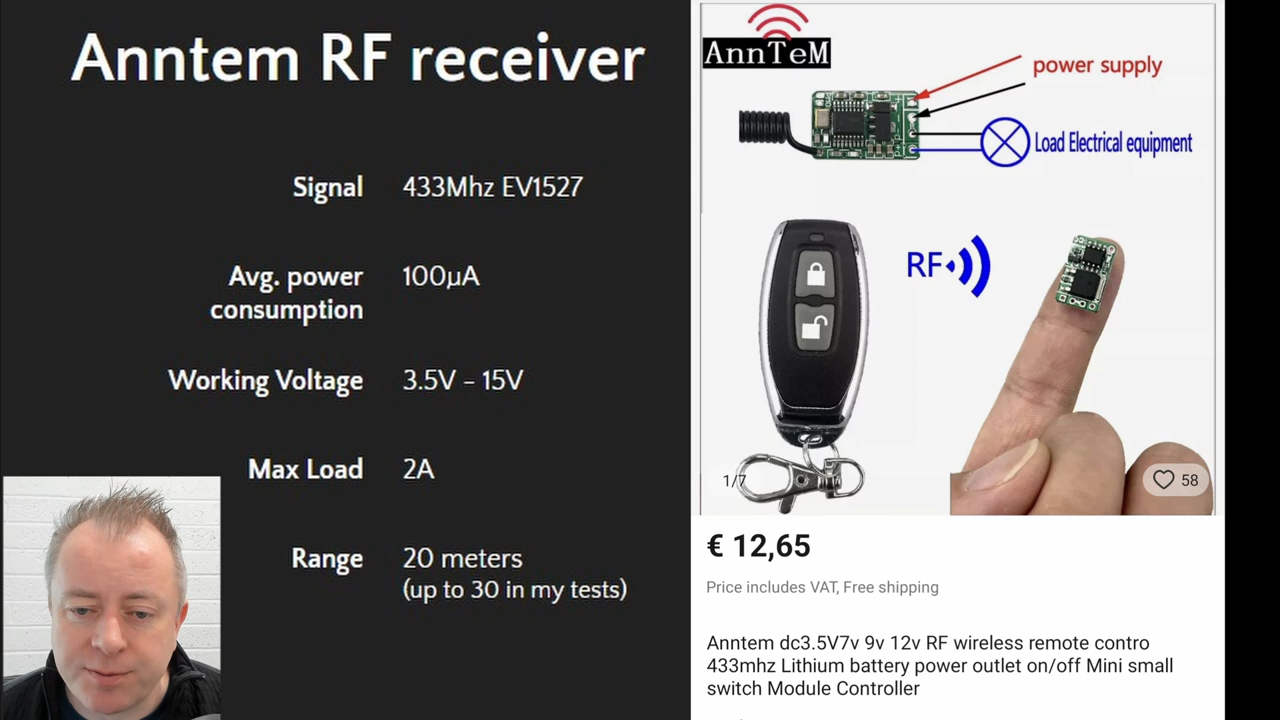 Anntem RF receiver
Signal 433Mhz EV1527
Avg. power
consumption 100µA
Working Voltage 3.5V - 15V
Max Load 2A
Range 20 meters
(up to 30 in my tests)
AnnTeM
power supply
Load Electrical equipment
RF
1/7
58
€ 12,65
Price includes VAT, Free shipping
Anntem dc3.5V7v 9v 12v RF wireless remote contro
433mhz Lithium battery power outlet on/off Mini small
switch Module Controller